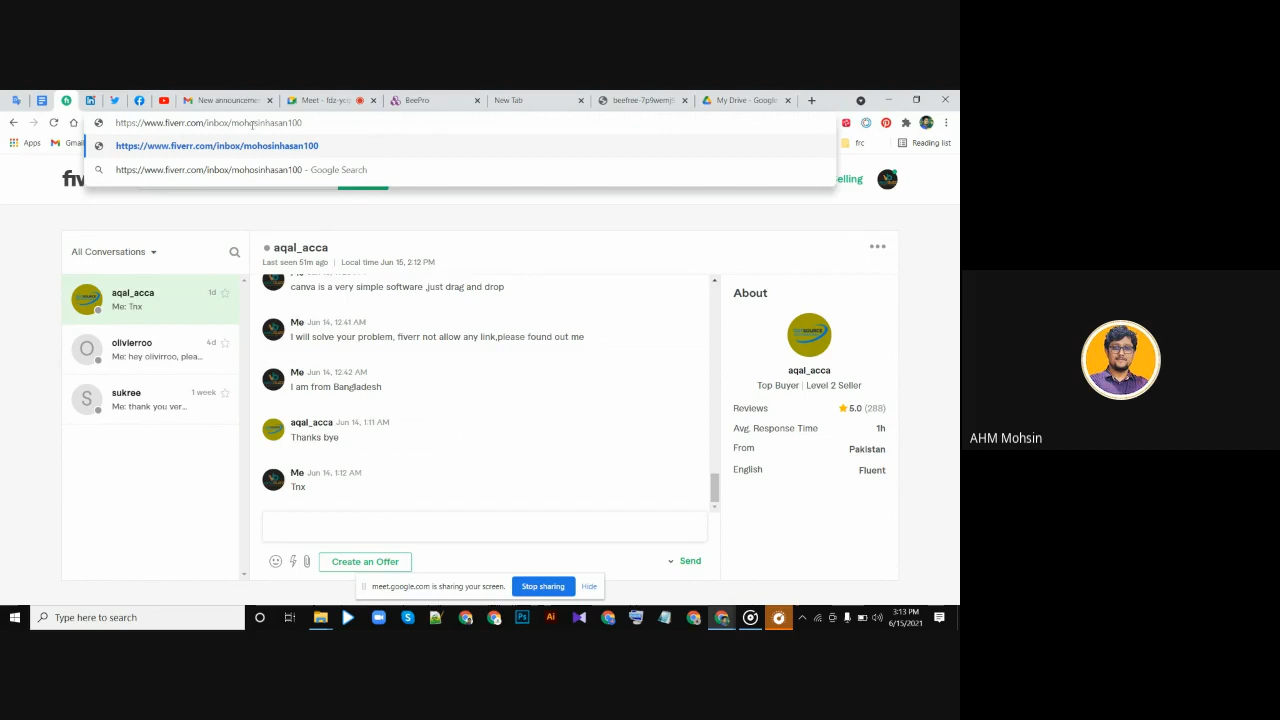 New announceme
Meet - fdz-yc
BeePro
New Tab
beefree-7p9wemj
My Drive - Google
https://www.fiverr.com/inbox/mohosinhasan100
Apps
Gmai
https://www.fiverr.com/inbox/mohosinhasan100
frc
Reading list
https://www.fiverr.com/inbox/mohosinhasan100 - Google Search
fiv
elling
All Conversations
aqal_acca
Last seen 51m ago | Local time Jun 15, 2:12 PM
aqal_acca
1d
Me: Tnx
olivierroo
4d
Me: hey olivirroo, plea...
sukree
1 week
Me: thank you ver...
canva is a very simple software ,just drag and drop
Me Jun 14, 12:41 AM
I will solve your problem, fiverr not allow any link,please found out me
Me Jun 14, 12:42 AM
I am from Bangladesh
aqal_acca Jun 14, 1:11 AM
Thanks bye
Me Jun 14, 1:12 AM
Tnx
Create an Offer
Send
About
aqal_acca
Top Buyer | Level 2 Seller
Reviews
5.0 (288)
Avg. Response Time
1h
From
Pakistan
English
Fluent
meet.google.com is sharing your screen.
Stop sharing
Hide
Type here to search
Ps
Ai
3:13 PM
6/15/2021
AHM Mohsin